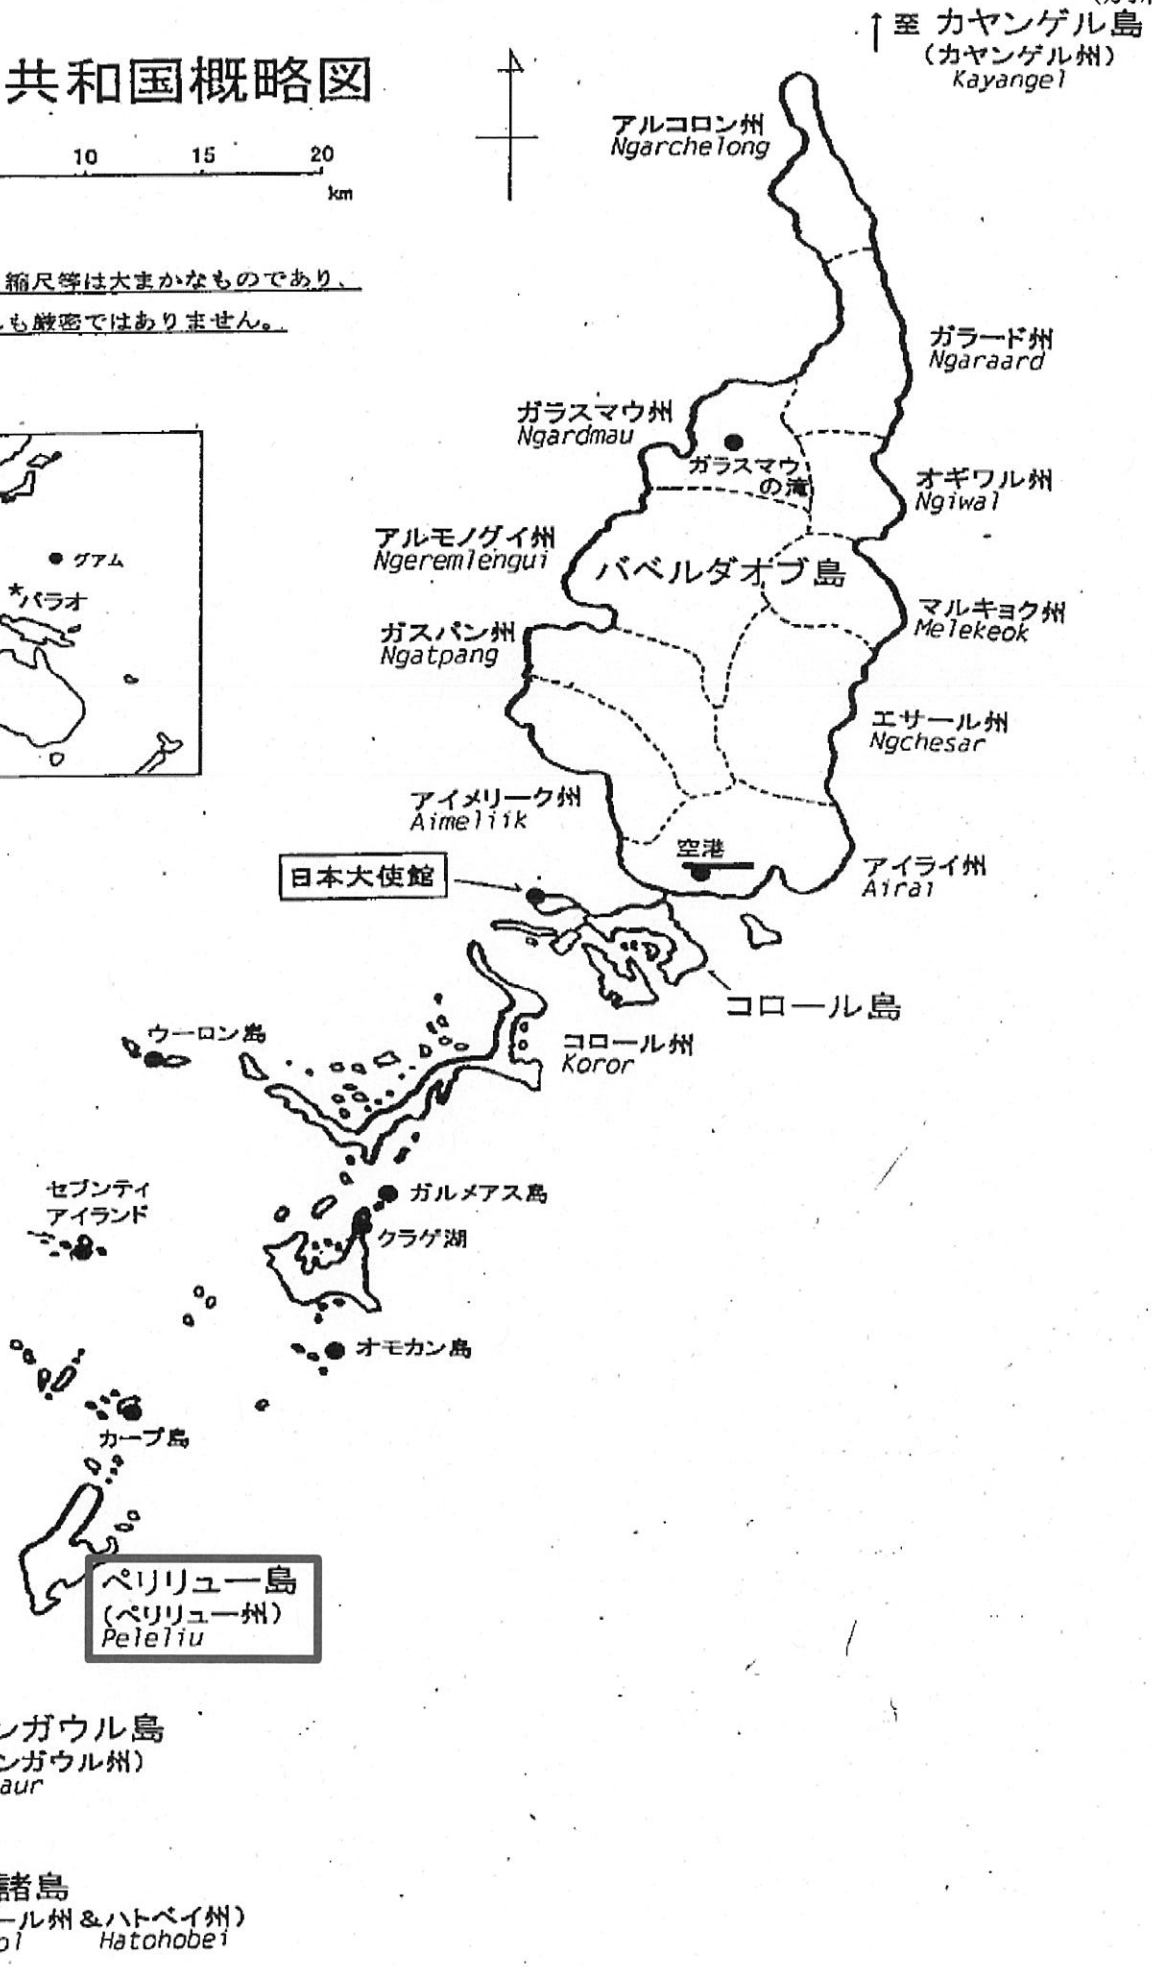 至 カヤンゲル島
(カヤンゲル州)
Kayangel
共和国概略図
10 15 20
km
縮尺等は大まかなものであり、
も厳密ではありません。
アルコロン州
Ngarchelong
ガラード州
Ngaraard
ガラスマウ州
Ngardmau
ガラスマウ
の滝
オギワル州
Ngiwal
グアム
*パラオ
アルモノグイ州
Ngeremlengui
バベルダオブ島
マルキョク州
Melekeok
ガスパン州
Ngatpang
エサール州
Ngchesar
アイメリーク州
Aimeliik
空港
アイライ州
Airai
日本大使館
コロール島
コロール州
Koror
ウーロン島
セブンティ
アイランド
ガルメアス島
クラゲ湖
オモカン島
カープ島
ペリリュー島
(ペリリュー州)
Peleliu
ンガウル島
ンガウル州)
aur
諸島
ール州&ハトベイ州)
ol Hatohobei